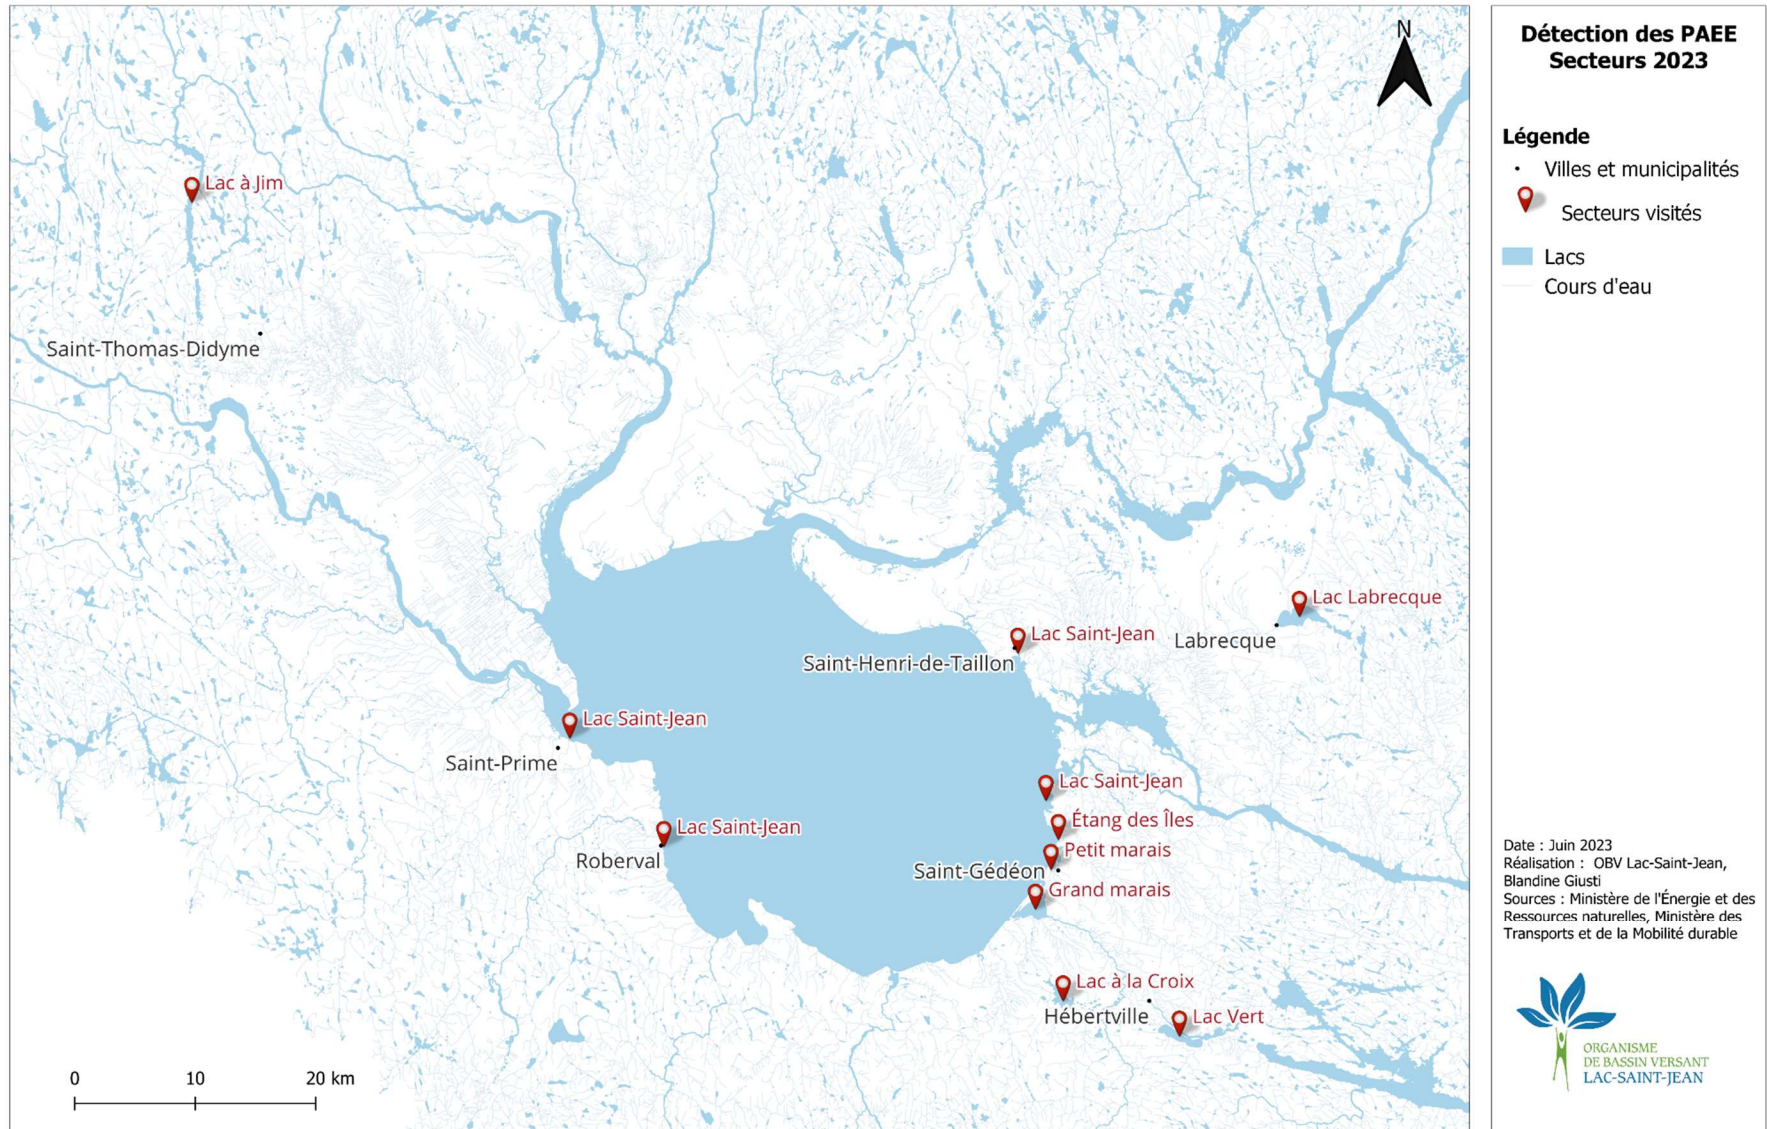 N
Lac à Jim
Saint-Thomas-Didyme
Lac Labrecque
Labrecque
Lac Saint-Jean
Saint-Henri-de-Taillon
Lac Saint-Jean
Saint-Prime
Lac Saint-Jean
Étang des Îles
Lac Saint-Jean
Roberval
Petit marais
Saint-Gédéon
Grand marais
Lac à la Croix
Hébertville
Lac Vert
0 10 20 km
Détection des PAEE
Secteurs 2023
Légende
Villes et municipalités
Secteurs visités
Lacs
Cours d'eau
Date : Juin 2023
Réalisation : OBV Lac-Saint-Jean,
Blandine Giusti
Sources : Ministère de l'Énergie et des
Ressources naturelles, Ministère des
Transports et de la Mobilité durable
ORGANISME
DE BASSIN VERSANT
LAC-SAINT-JEAN